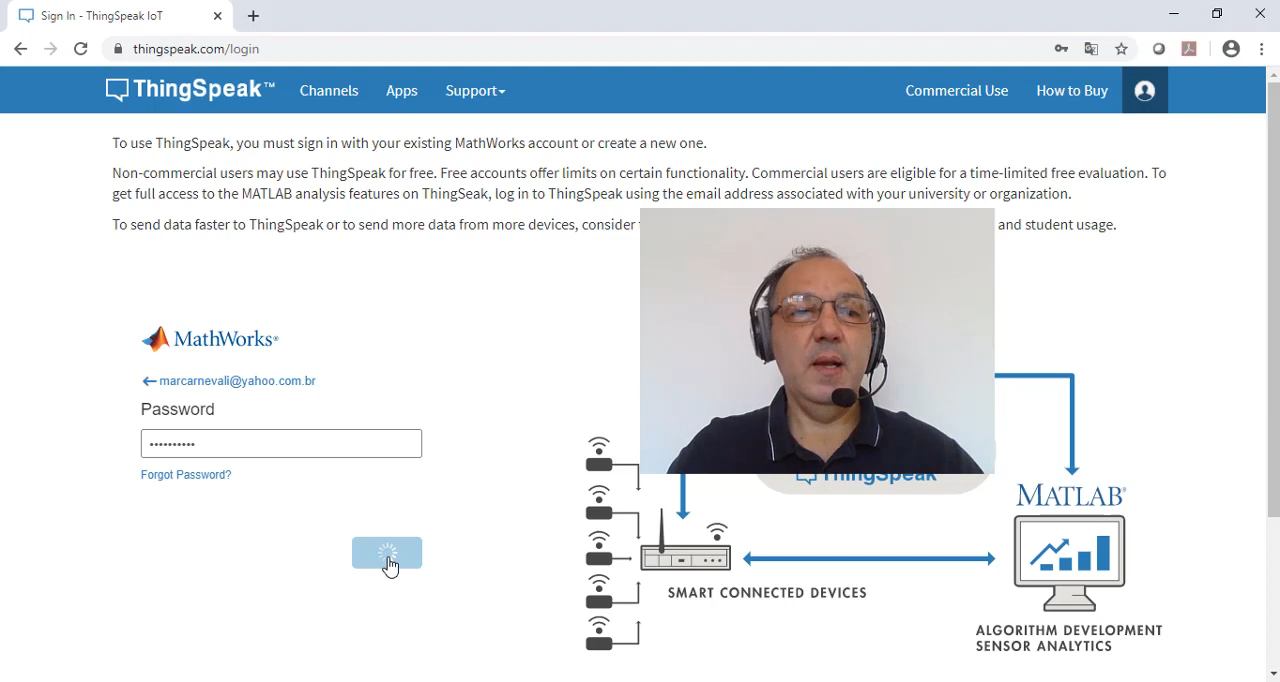 Sign In - ThingSpeak IoT
thingspeak.com/login
ThingSpeak™ Channels Apps Support Commercial Use How to Buy
To use ThingSpeak, you must sign in with your existing MathWorks account or create a new one.
Non-commercial users may use ThingSpeak for free. Free accounts offer limits on certain functionality. Commercial users are eligible for a time-limited free evaluation. To
get full access to the MATLAB analysis features on ThingSeak, log in to ThingSpeak using the email address associated with your university or organization.
To send data faster to ThingSpeak or to send more data from more devices, consider and student usage.
MathWorks®
marcarnevali@yahoo.com.br
Password
••••••••••
Forgot Password?
ThingSpeak
MATLAB®
SMART CONNECTED DEVICES
ALGORITHM DEVELOPMENT
SENSOR ANALYTICS